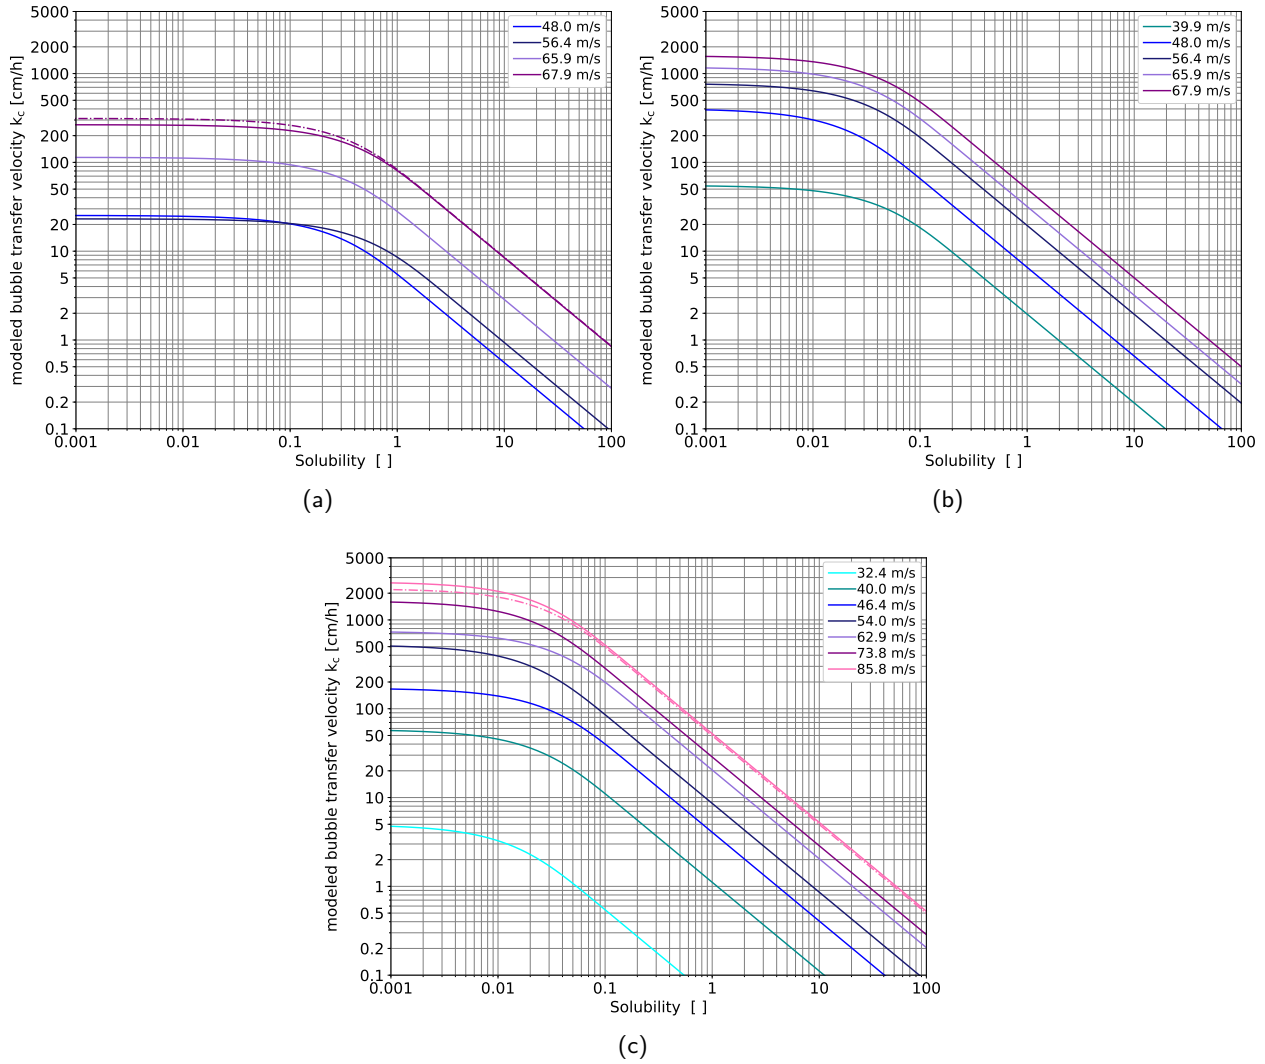 5000
2000
1000
500
200
100
50
20
10
5
2
1
0.5
0.2
0.1
modeled bubble transfer velocity k_c [cm/h]
48.0 m/s
56.4 m/s
65.9 m/s
67.9 m/s
0.001 0.01 0.1 1 10 100
Solubility [ ]
(a)
5000
2000
1000
500
200
100
50
20
10
5
2
1
0.5
0.2
0.1
modeled bubble transfer velocity k_c [cm/h]
39.9 m/s
48.0 m/s
56.4 m/s
65.9 m/s
67.9 m/s
0.001 0.01 0.1 1 10 100
Solubility [ ]
(b)
5000
2000
1000
500
200
100
50
20
10
5
2
1
0.5
0.2
0.1
modeled bubble transfer velocity k_c [cm/h]
32.4 m/s
40.0 m/s
46.4 m/s
54.0 m/s
62.9 m/s
73.8 m/s
85.8 m/s
0.001 0.01 0.1 1 10 100
Solubility [ ]
(c)